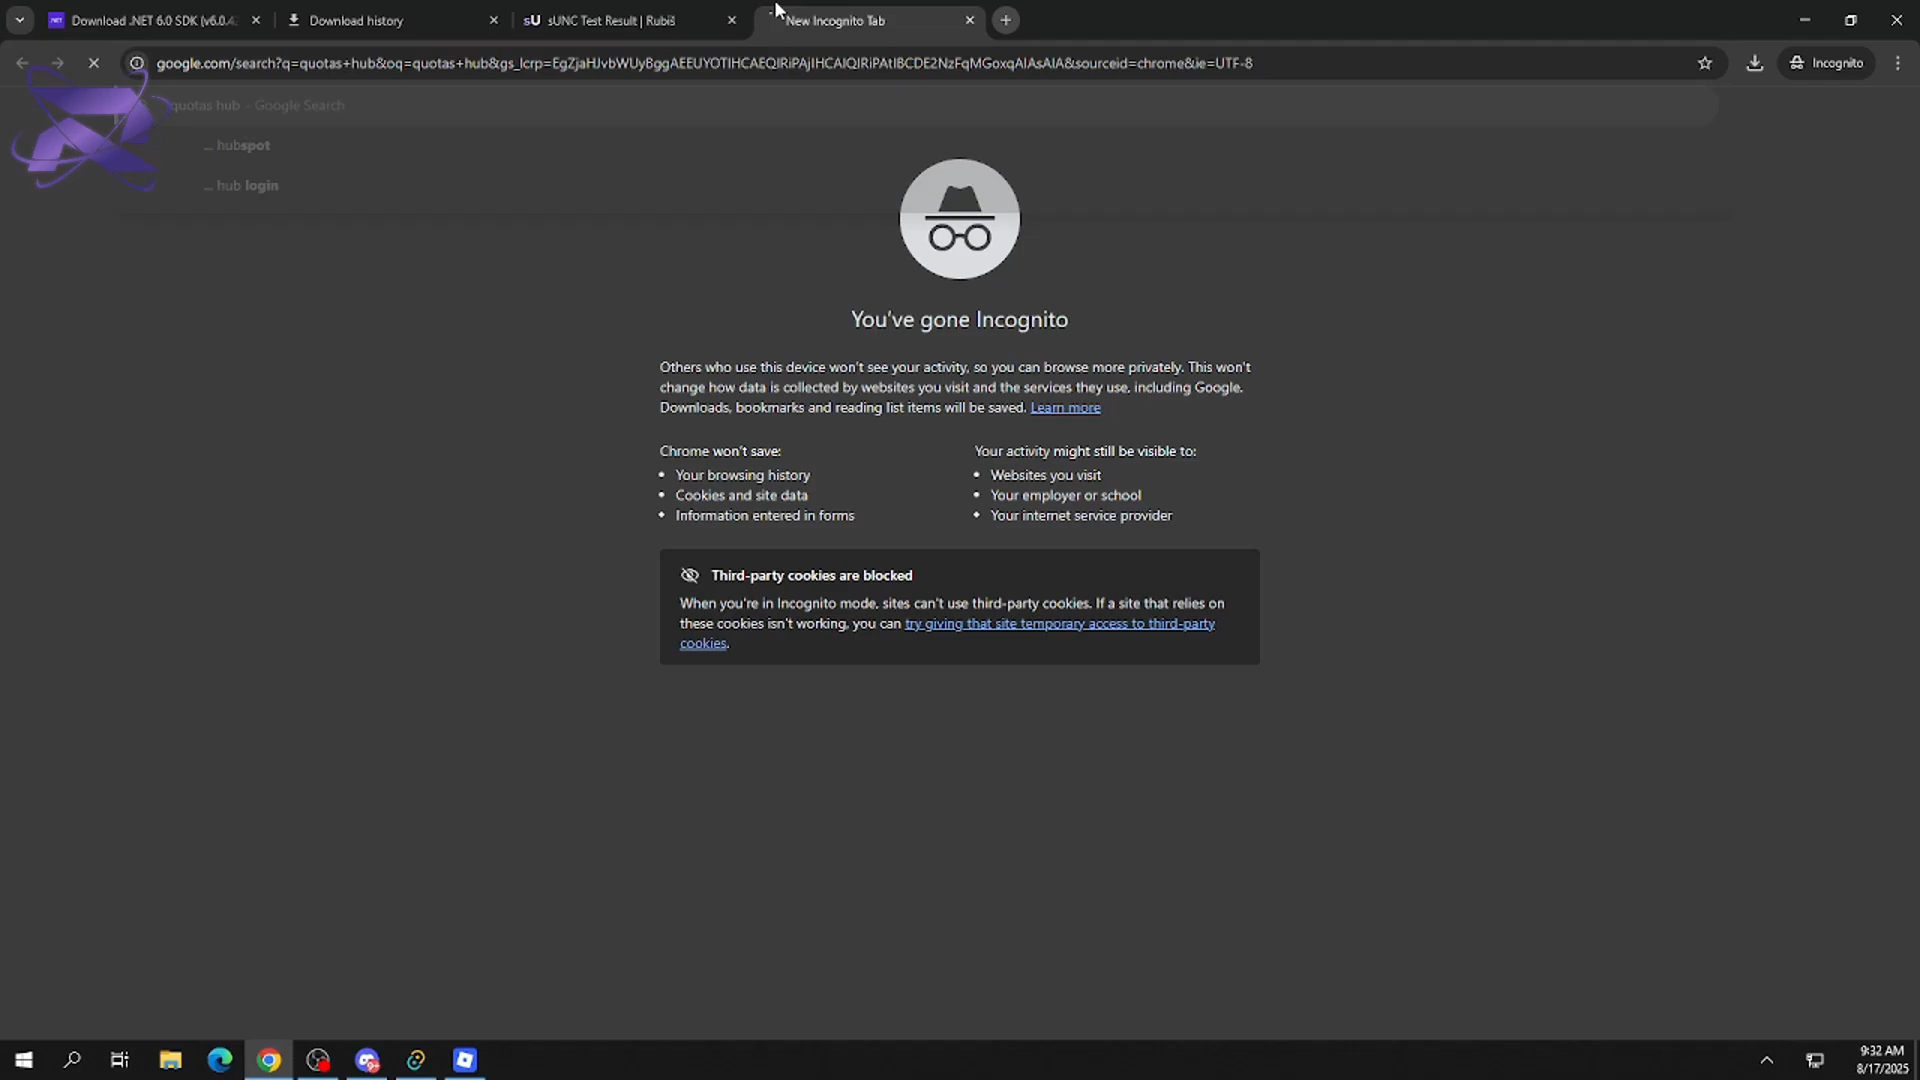 Download .NET 6.0 SDK (v6.0.4
Download history
sU sUNC Test Result | Rubiš
New Incognito Tab
google.com/search?q=quotas+hub&oq=quotas+hub&gs_lcrp=EgZjaHJvbWUyBggAEEUYOTIHCAEQIRiPAjIHCAIQIRiPAtIBCDE2NzFqMGoxqAIAsAIA&sourceid=chrome&ie=UTF-8
Incognito
quotas hub - Google Search
... hubspot
... hub login
You've gone Incognito
Others who use this device won't see your activity, so you can browse more privately. This won't
change how data is collected by websites you visit and the services they use, including Google.
Downloads, bookmarks and reading list items will be saved. Learn more
Chrome won't save:
Your browsing history
Cookies and site data
Information entered in forms
Your activity might still be visible to:
Websites you visit
Your employer or school
Your internet service provider
Third-party cookies are blocked
When you're in Incognito mode, sites can't use third-party cookies. If a site that relies on
these cookies isn't working, you can try giving that site temporary access to third-party
cookies.
9:32 AM
8/17/2025